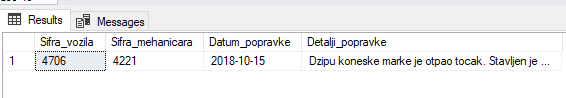 Results Messages
Sifra_vozila Sifra_mehanicara Datum_popravke Detalji_popravke
1 4706 4221 2018-10-15 Dzipu koneske marke je otpao tocak. Stavljen je ...